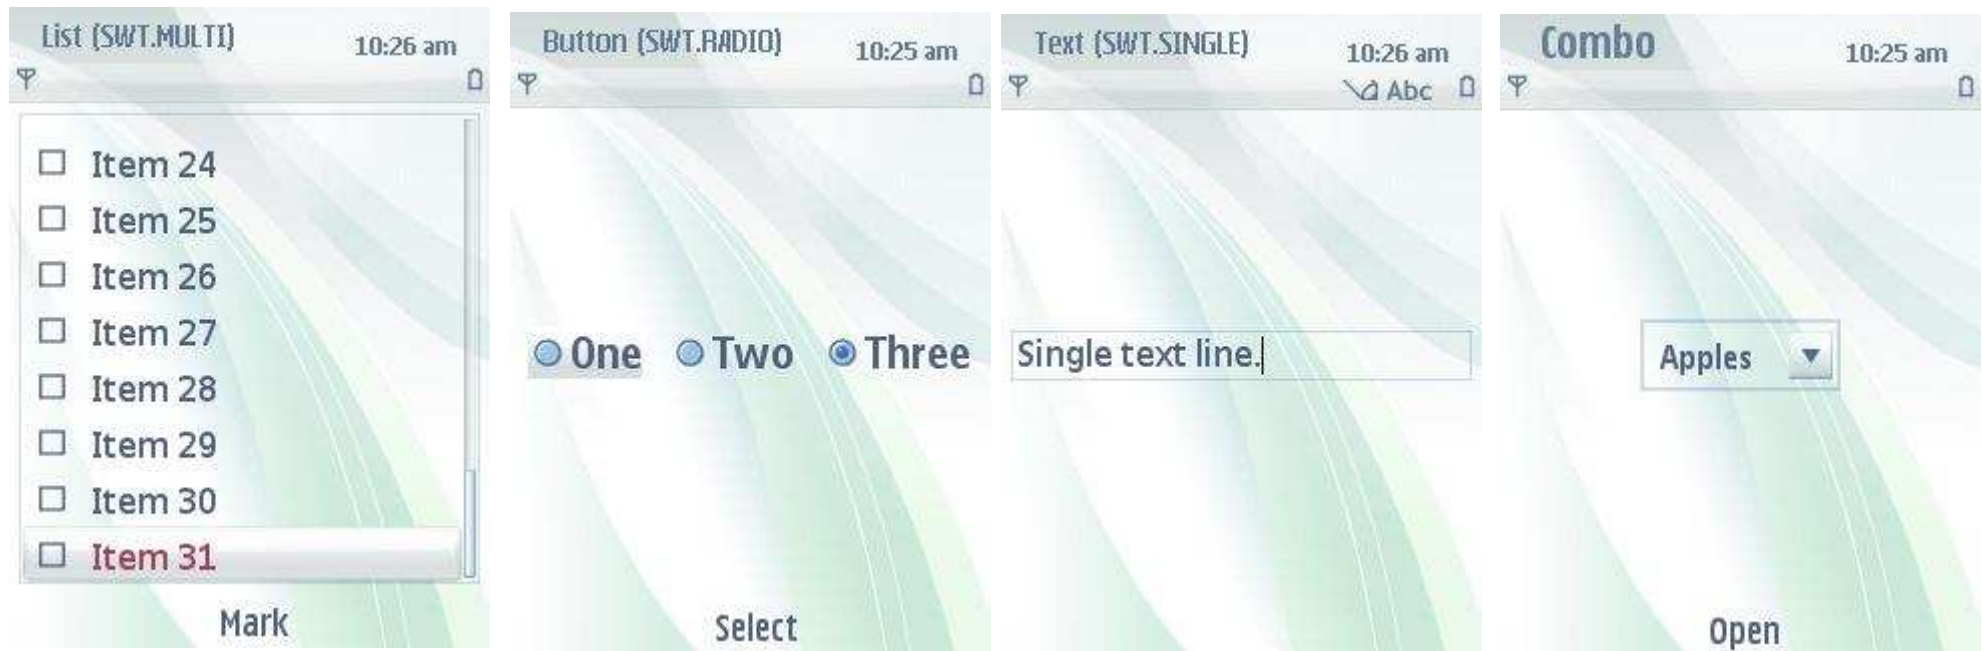 List (SWT.MULTI)
10:26 am
Item 24
Item 25
Item 26
Item 27
Item 28
Item 29
Item 30
Item 31
Mark
Button (SWT.RADIO)
10:25 am
One Two Three
Select
Text (SWT.SINGLE)
10:26 am
Abc
Single text line.
Combo
10:25 am
Apples
Open